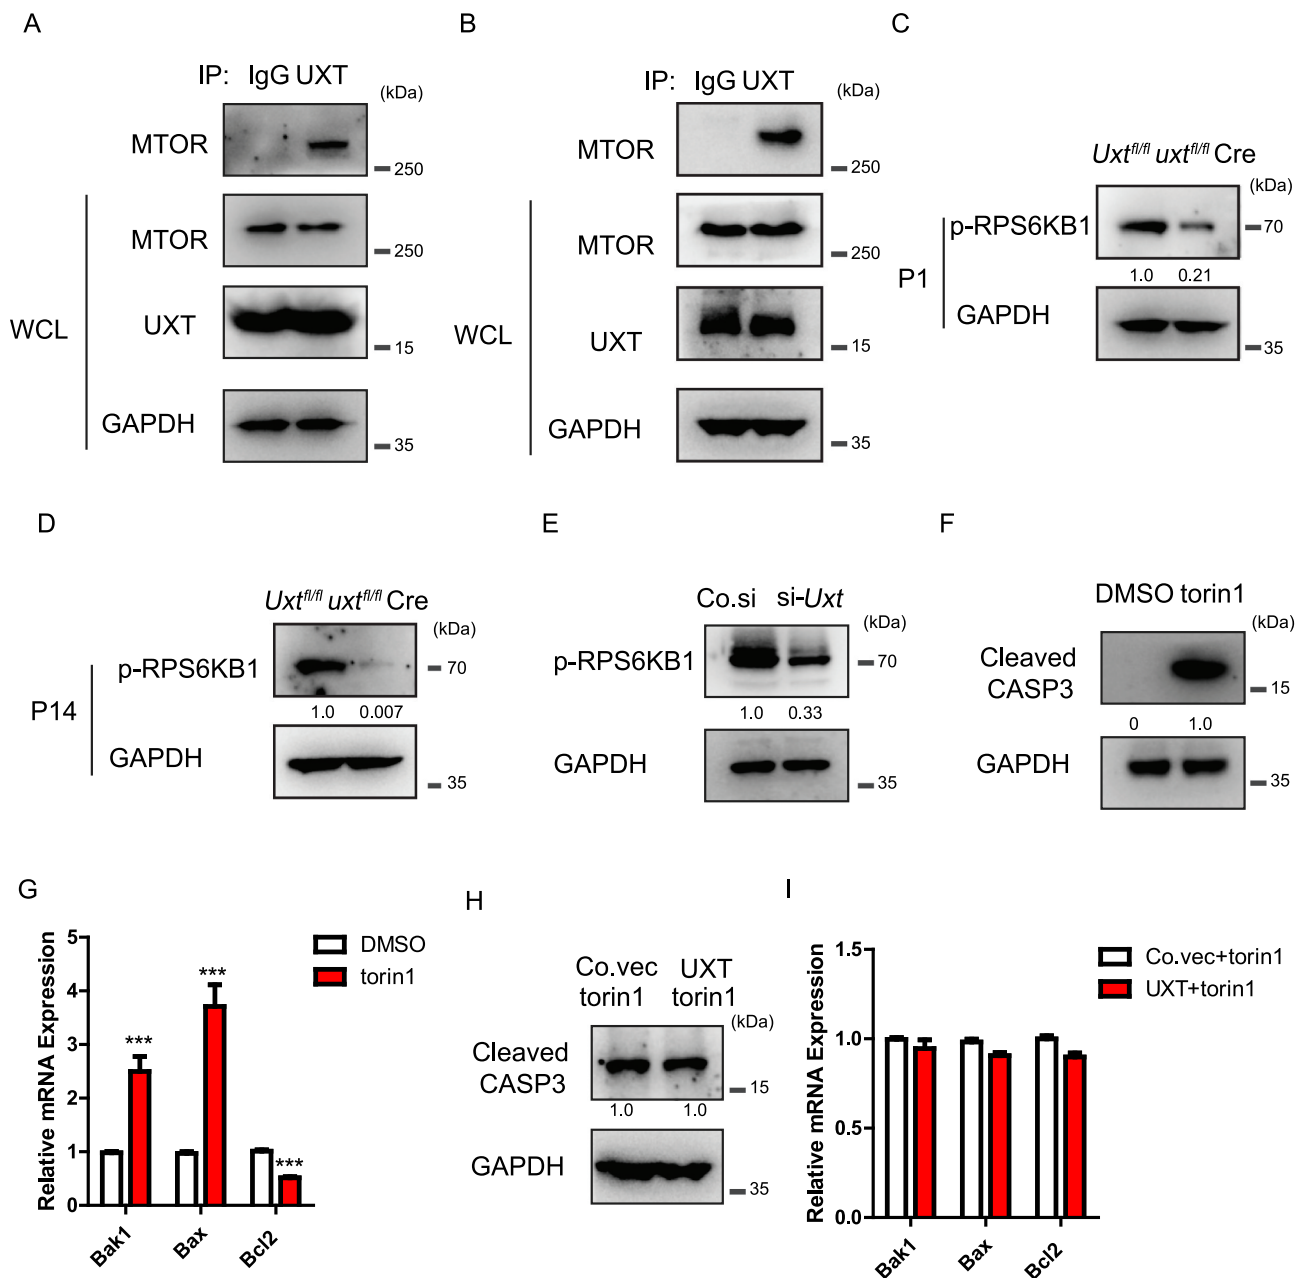 A
IP: IgG UXT
(kDa)
MTOR
250
MTOR
250
WCL
UXT
15
GAPDH
35
B
IP: IgG UXT
(kDa)
MTOR
250
MTOR
250
WCL
UXT
15
GAPDH
35
C
Uxtfl/fl uxtfl/fl Cre
(kDa)
p-RPS6KB1
70
1.0 0.21
P1
GAPDH
35
D
Uxtfl/fl uxtfl/fl Cre
(kDa)
p-RPS6KB1
70
1.0 0.007
P14
GAPDH
35
E
Co.si si-Uxt
(kDa)
p-RPS6KB1
70
1.0 0.33
GAPDH
35
F
DMSO torin1
(kDa)
Cleaved
CASP3
15
0 1.0
GAPDH
35
G
Relative mRNA Expression
5
4
3
2
1
0
***
***
***
Bak1
Bax
Bcl2
DMSO
torin1
H
Co.vec UXT
torin1 torin1
(kDa)
Cleaved
CASP3
15
1.0 1.0
GAPDH
35
I
Relative mRNA Expression
1.5
1.0
0.5
0.0
Bak1
Bax
Bcl2
Co.vec+torin1
UXT+torin1